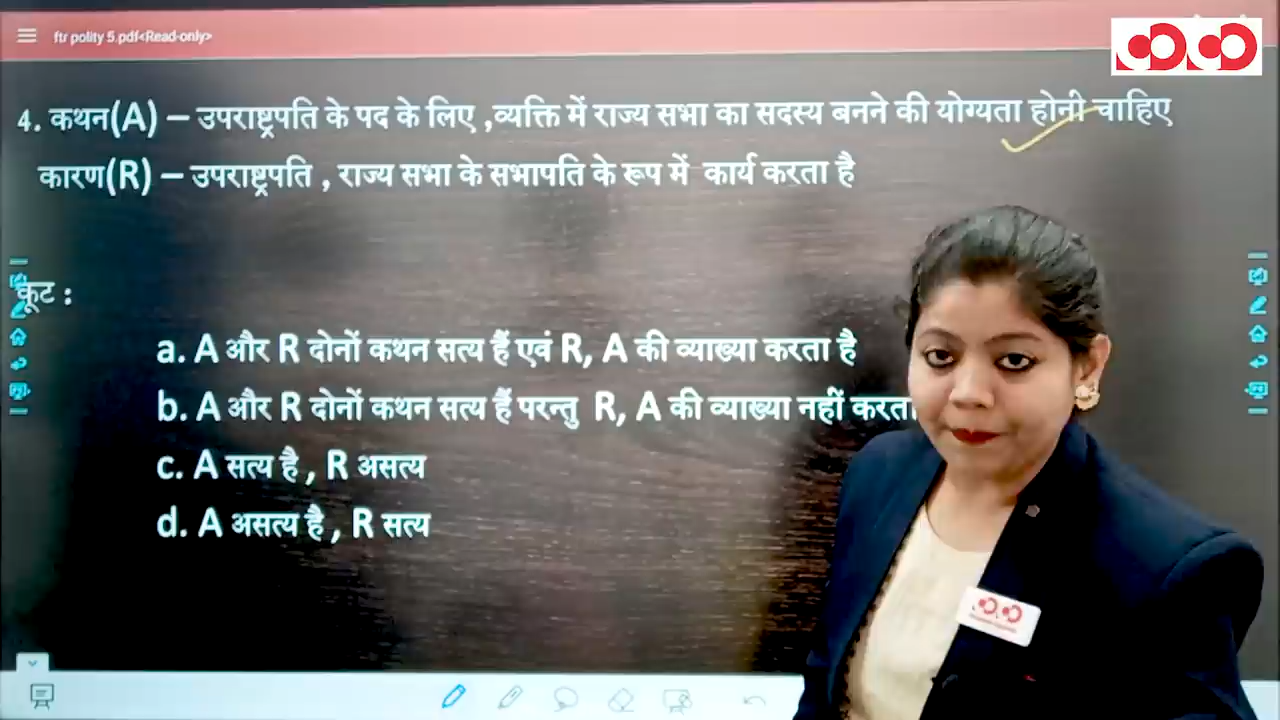 ftr polity 5.pdf<Read-only>
4. कथन(A) – उपराष्ट्रपति के पद के लिए ,व्यक्ति में राज्य सभा का सदस्य बनने की योग्यता होनी चाहिए
कारण(R) – उपराष्ट्रपति , राज्य सभा के सभापति के रूप में कार्य करता है
कूट :
a. A और R दोनों कथन सत्य हैं एवं R, A की व्याख्या करता है
b. A और R दोनों कथन सत्य हैं परन्तु R, A की व्याख्या नहीं करता
c. A सत्य है , R असत्य
d. A असत्य है , R सत्य